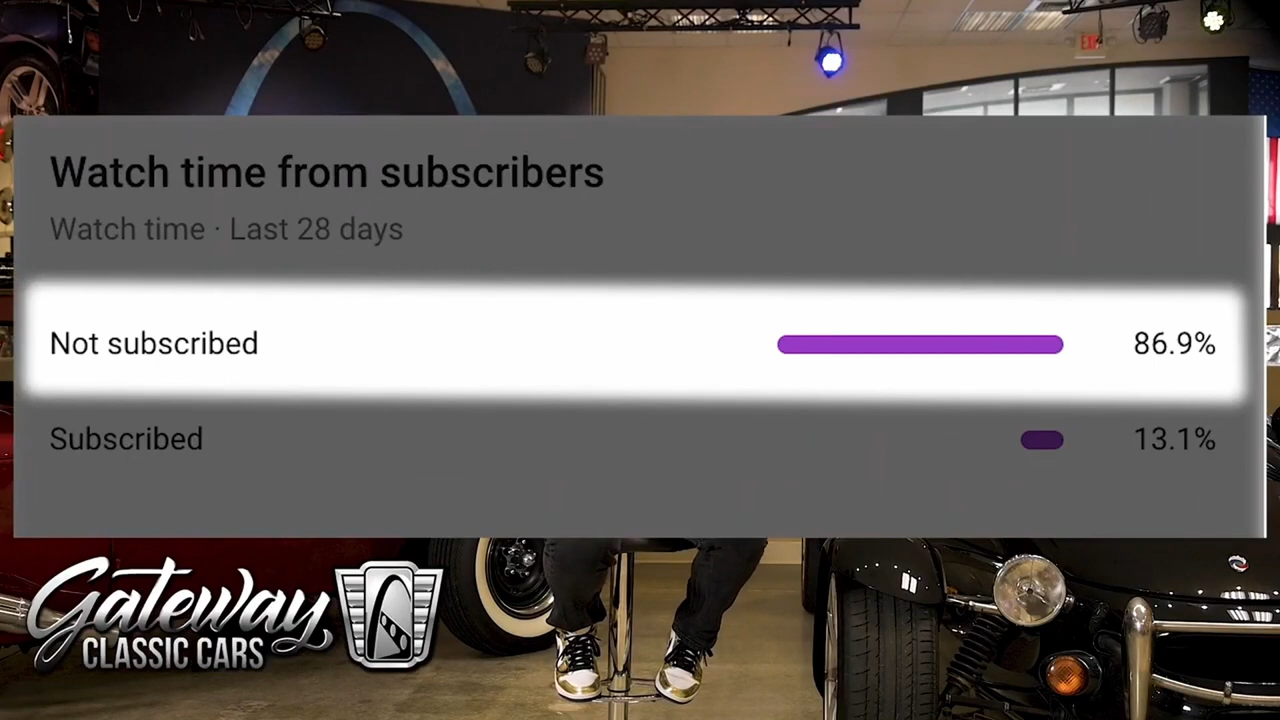 EXIT
Watch time from subscribers
Watch time · Last 28 days
Not subscribed 86.9%
Subscribed 13.1%
Gateway
CLASSIC CARS